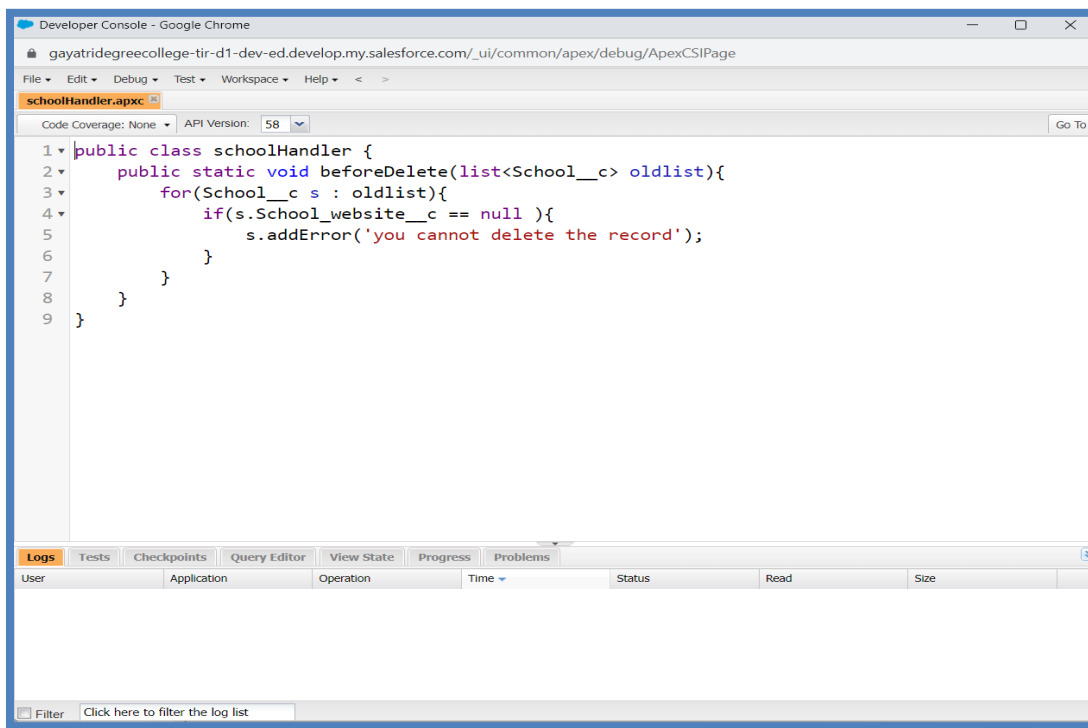 Developer Console - Google Chrome
gayatridegreecollege-tir-d1-dev-ed.develop.my.salesforce.com/_ui/common/apex/debug/ApexCSIPage
File Edit Debug Test Workspace Help < >
schoolHandler.apxc
Code Coverage: None API Version: 58 Go To
1 public class schoolHandler {
2 public static void beforeDelete(list<School__c> oldlist){
3 for(School__c s : oldlist){
4 if(s.School_website__c == null ){
5 s.addError('you cannot delete the record');
6 }
7 }
8 }
9 }
Logs Tests Checkpoints Query Editor View State Progress Problems
User Application Operation Time Status Read Size
Filter Click here to filter the log list